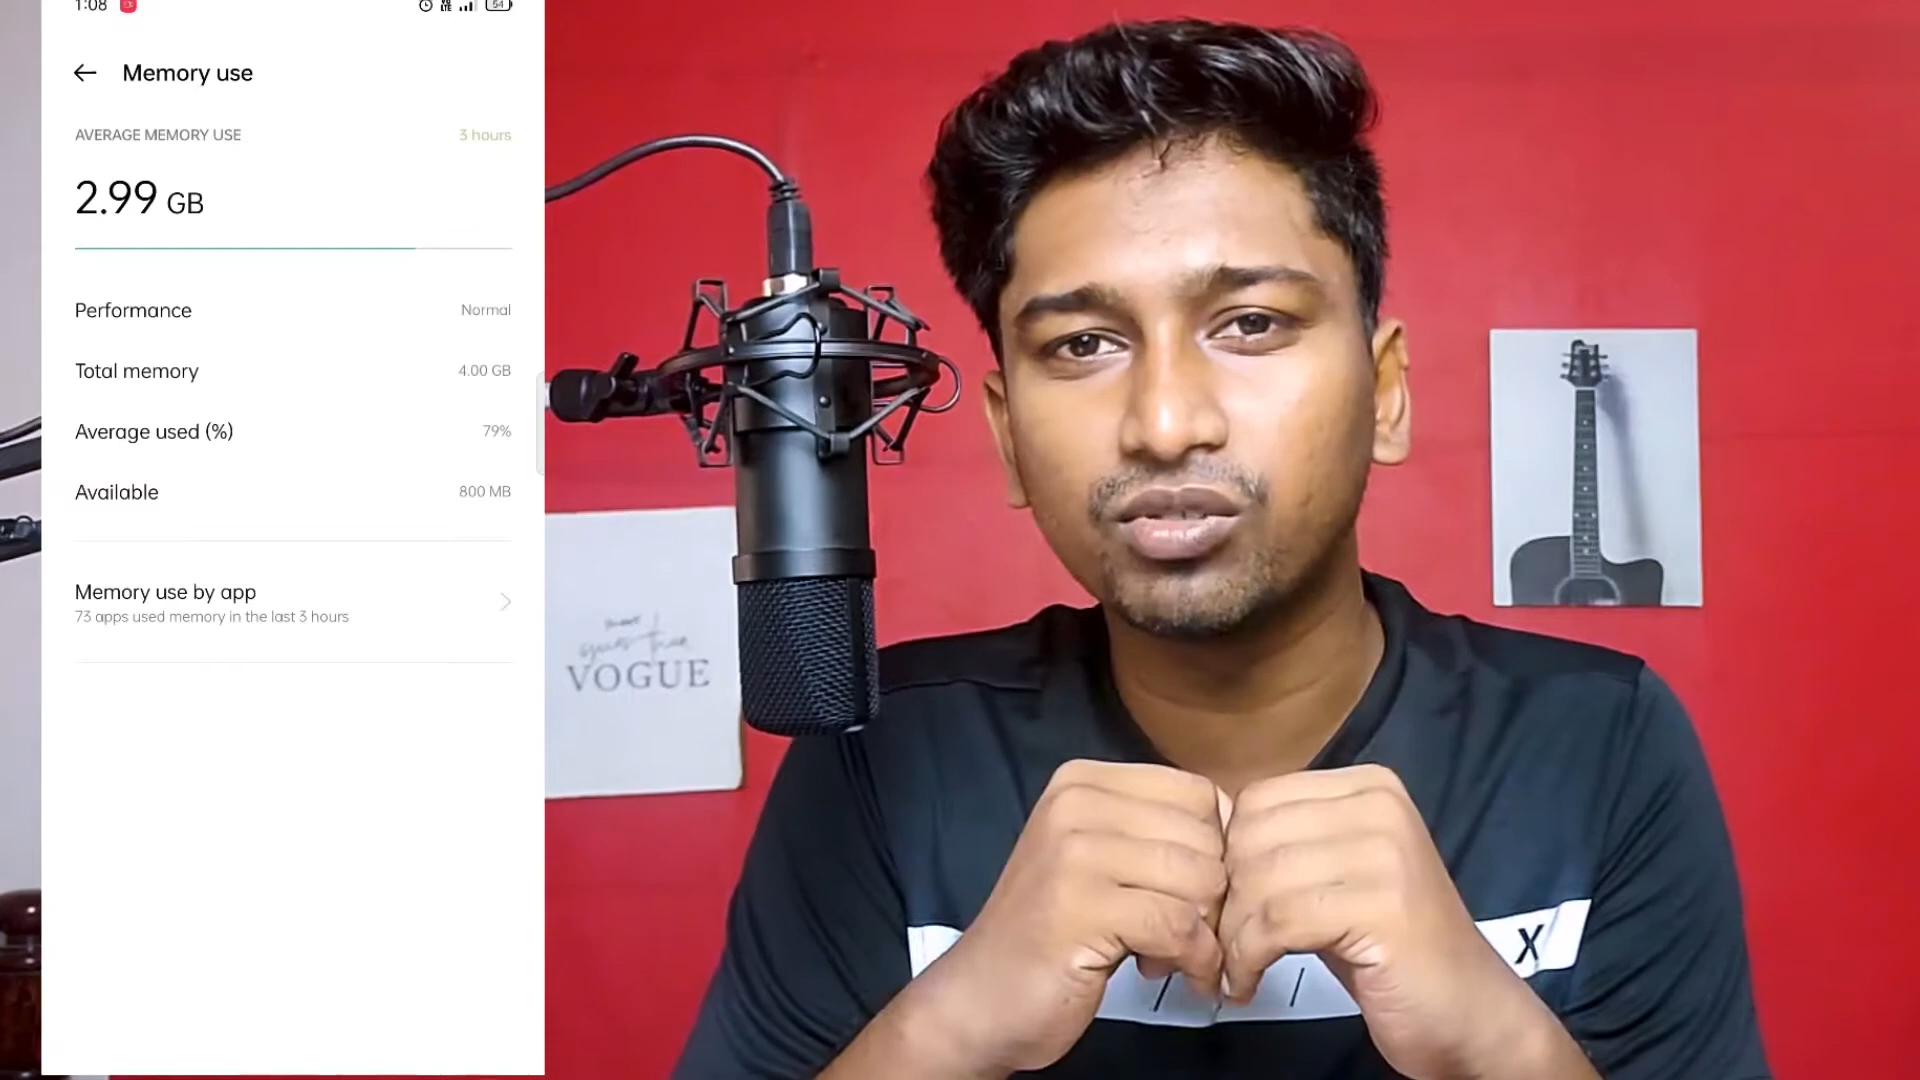 1:08
54
Memory use
AVERAGE MEMORY USE 3 hours
2.99 GB
Performance Normal
Total memory 4.00 GB
Average used (%) 79%
Available 800 MB
Memory use by app
73 apps used memory in the last 3 hours
VOGUE
X